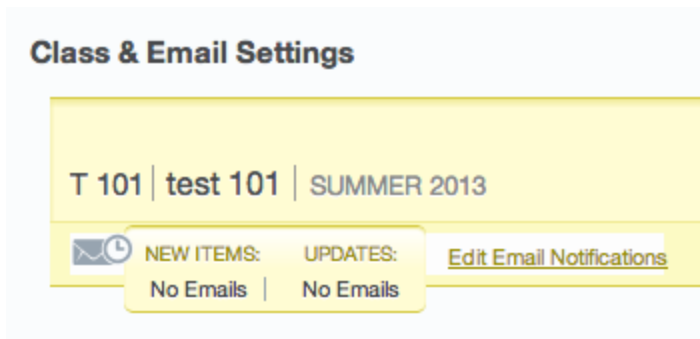 Class & Email Settings
T 101 | test 101 | SUMMER 2013
NEW ITEMS: UPDATES: Edit Email Notifications
No Emails | No Emails